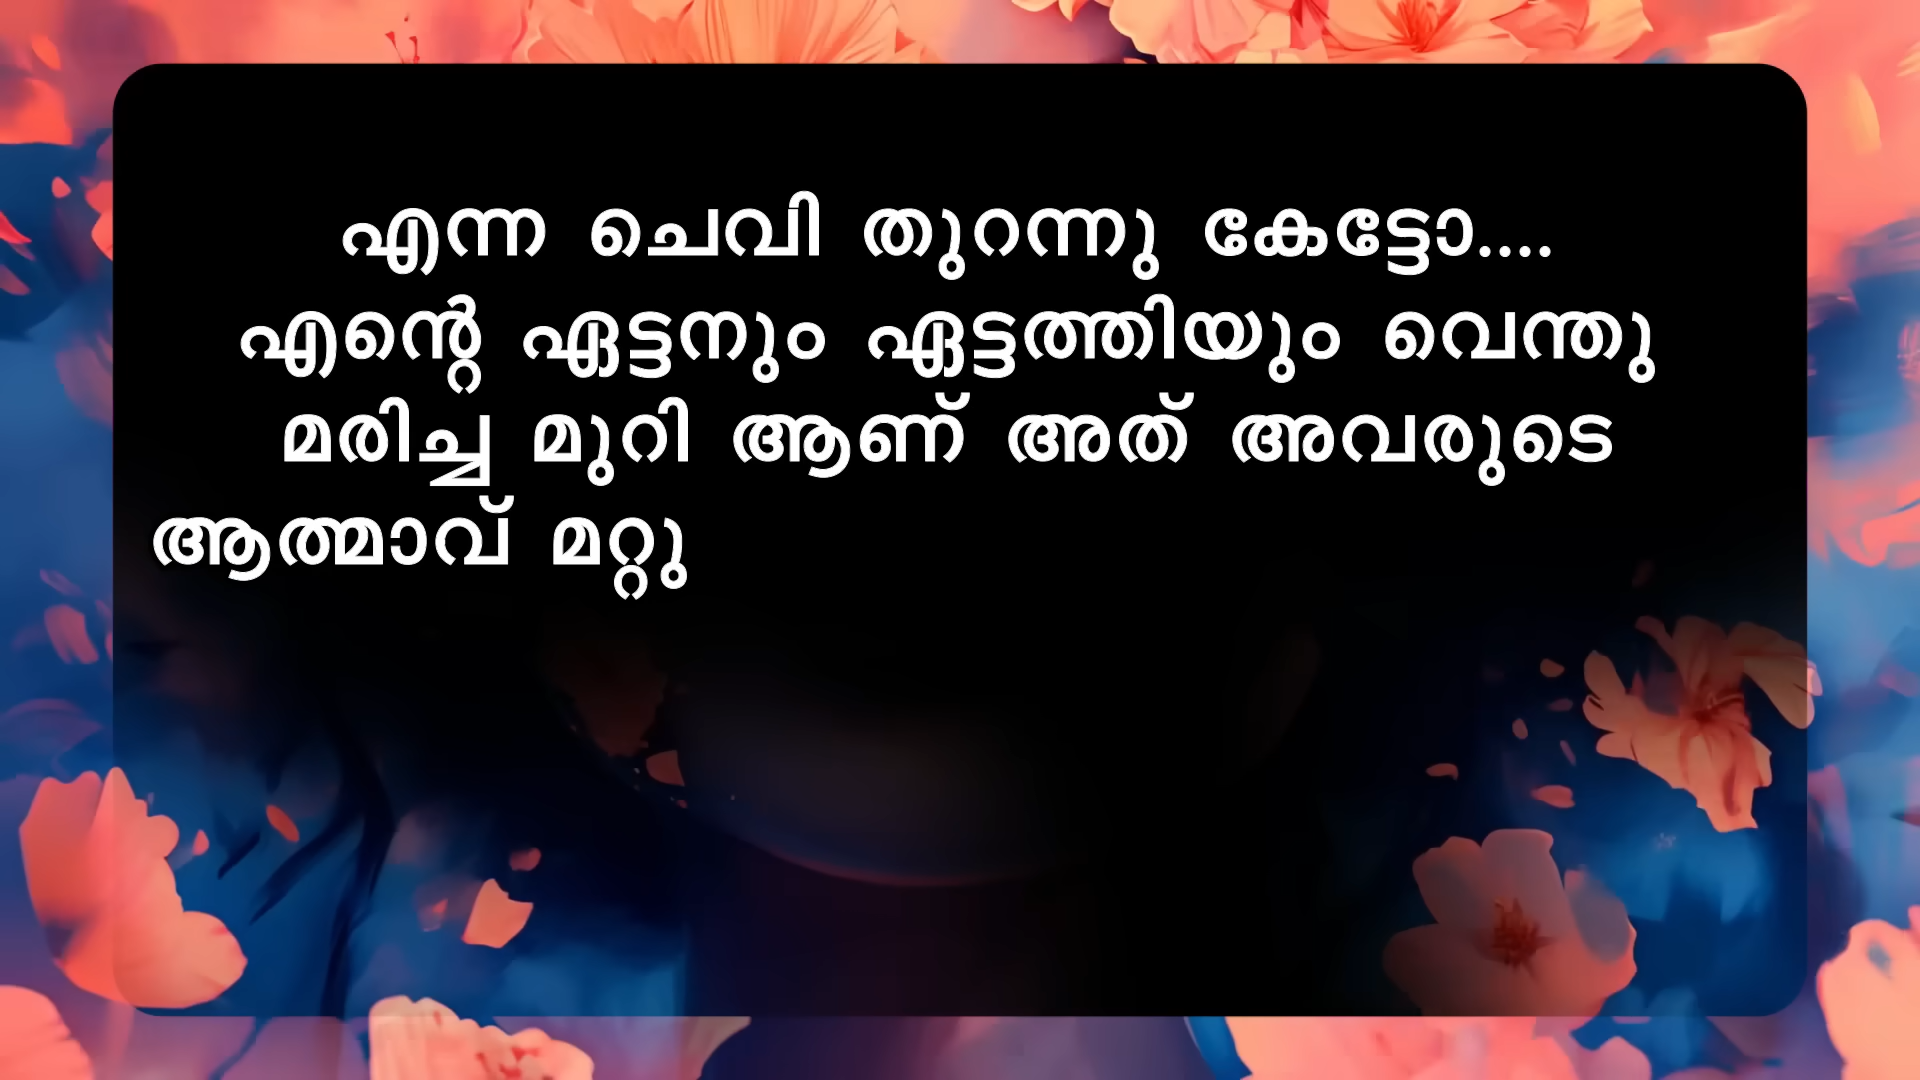 എന്ന ചെവി തുറന്നു കേട്ടോ....
എന്റെ ഏട്ടനും ഏട്ടത്തിയും വെന്തു
മരിച്ച മുറി ആണ് അത് അവരുടെ
ആത്മാവ് മറ്റു